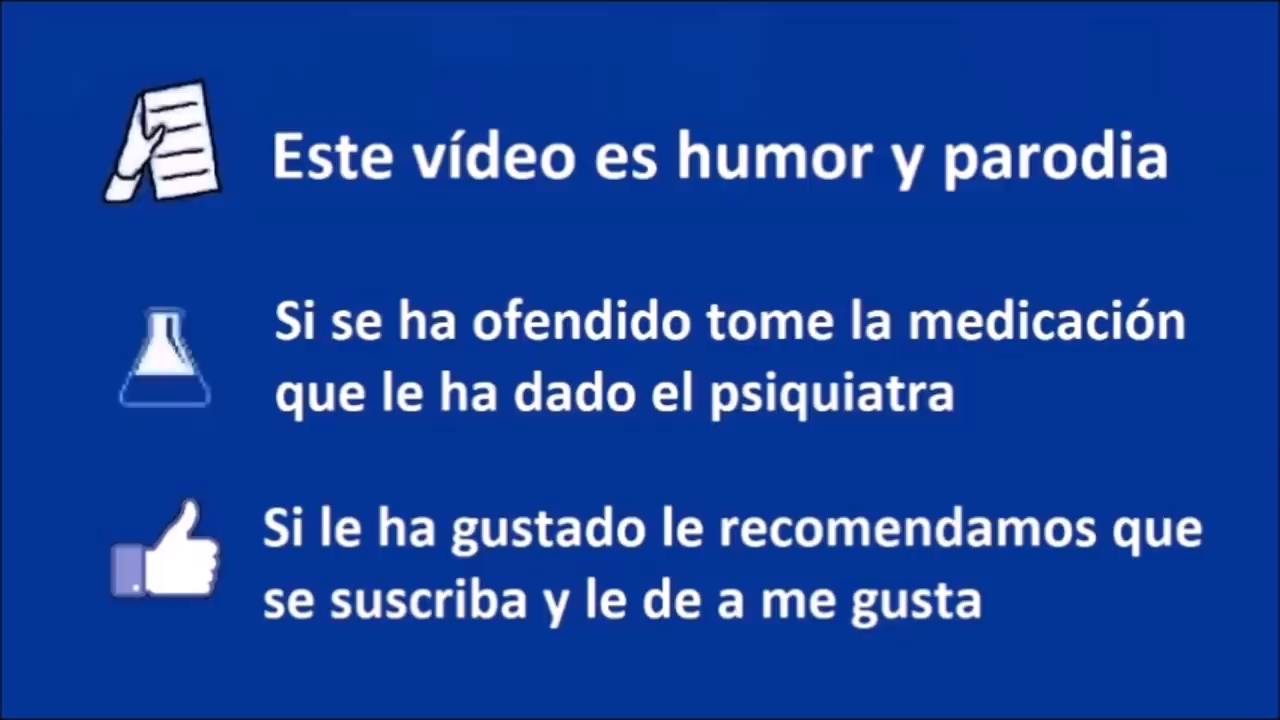 Este vídeo es humor y parodia
Si se ha ofendido tome la medicación
que le ha dado el psiquiatra
Si le ha gustado le recomendamos que
se suscriba y le de a me gusta